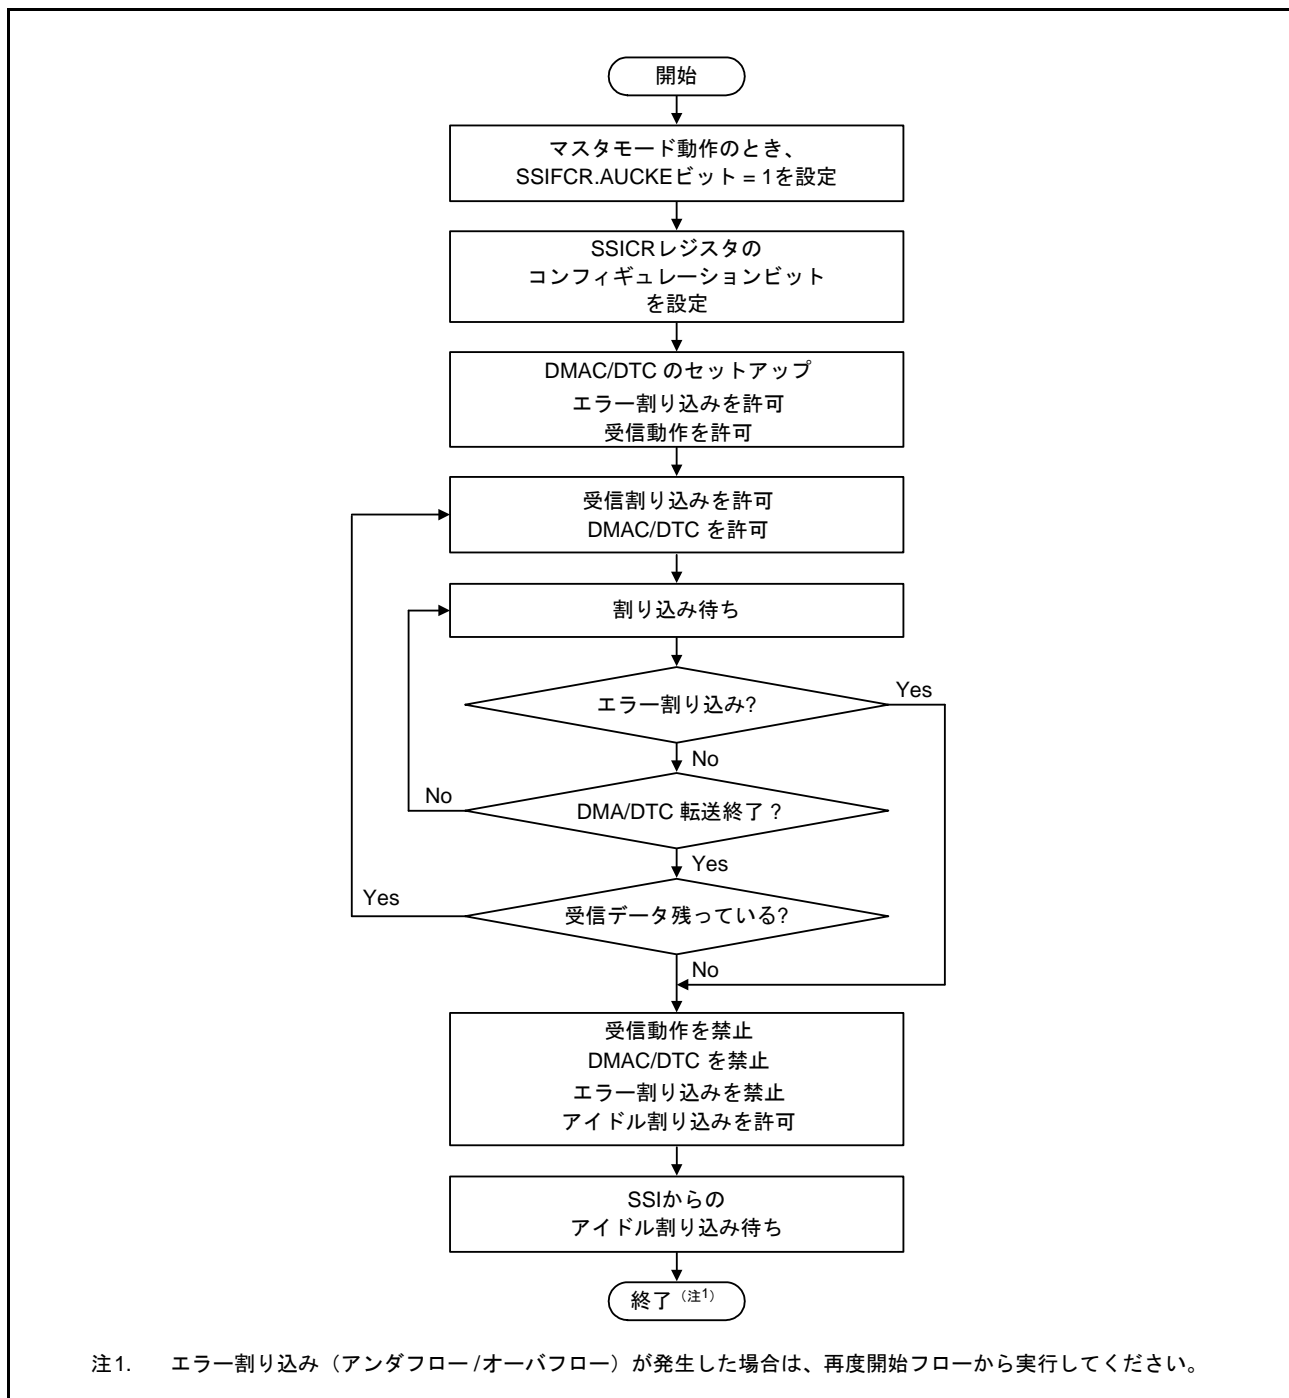 開始
マスタモード動作のとき、
SSIFCR.AUCKEビット = 1を設定
SSICRレジスタの
コンフィギュレーションビット
を設定
DMAC/DTC のセットアップ
エラー割り込みを許可
受信動作を許可
受信割り込みを許可
DMAC/DTC を許可
割り込み待ち
エラー割り込み?
Yes
No
DMA/DTC 転送終了 ?
No
Yes
受信データ残っている?
Yes
No
受信動作を禁止
DMAC/DTC を禁止
エラー割り込みを禁止
アイドル割り込みを許可
SSIからの
アイドル割り込み待ち
終了（注1）
注1. エラー割り込み（アンダフロー /オーバフロー）が発生した場合は、再度開始フローから実行してください。